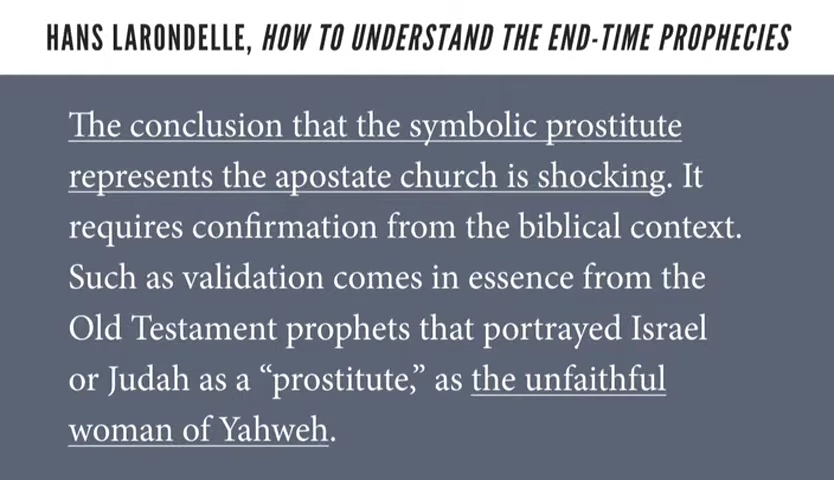 HANS LARONDELLE, HOW TO UNDERSTAND THE END-TIME PROPHECIES
The conclusion that the symbolic prostitute
represents the apostate church is shocking. It
requires confirmation from the biblical context.
Such as validation comes in essence from the
Old Testament prophets that portrayed Israel
or Judah as a “prostitute,” as the unfaithful
woman of Yahweh.